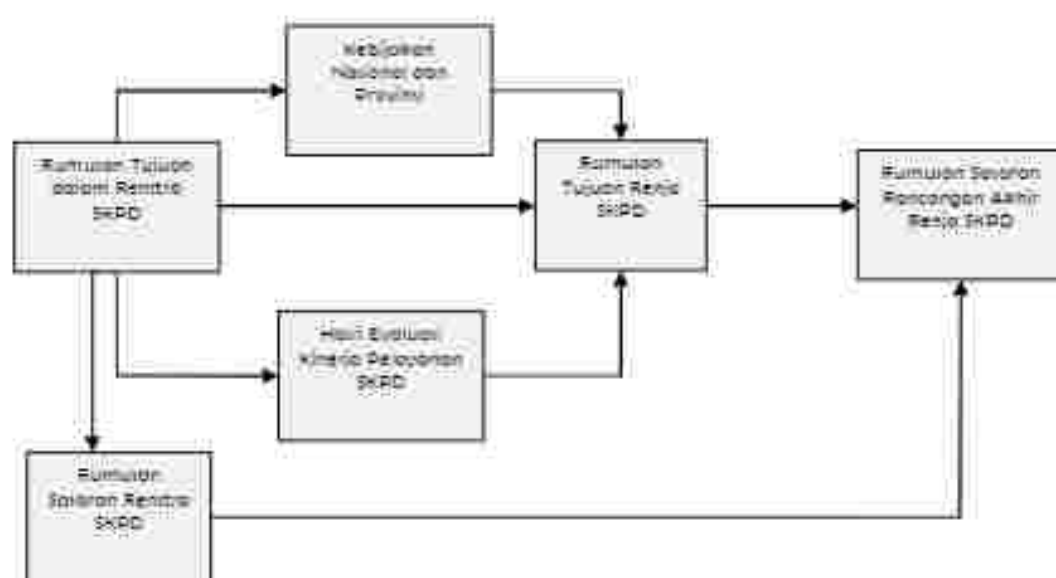 Kebijakan
Nasional dan
Provinsi
Rumusan Tujuan
dalam Renstra
SKPD
Rumusan
Tujuan Renja
SKPD
Rumusan Sasaran
Rancangan Akhir
Renja SKPD
Hasil Evaluasi
Kinerja Pelayanan
SKPD
Rumusan
Sasaran Renstra
SKPD